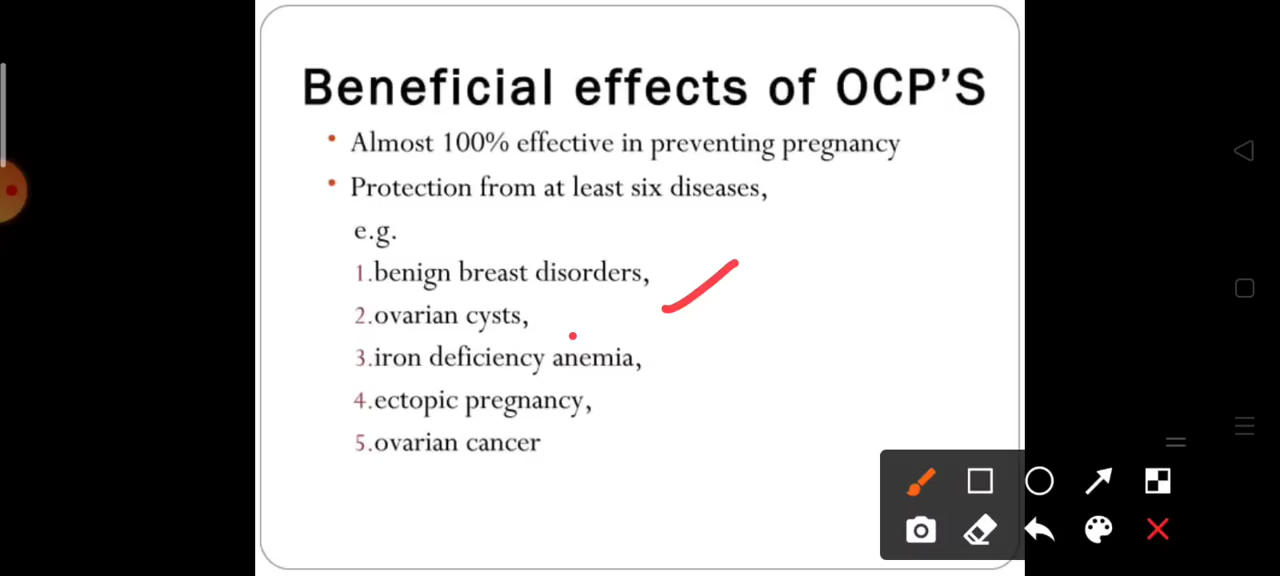 Beneficial effects of OCP'S
• Almost 100% effective in preventing pregnancy
• Protection from at least six diseases,
e.g.
1.benign breast disorders,
2.ovarian cysts,
3.iron deficiency anemia,
4.ectopic pregnancy,
5.ovarian cancer